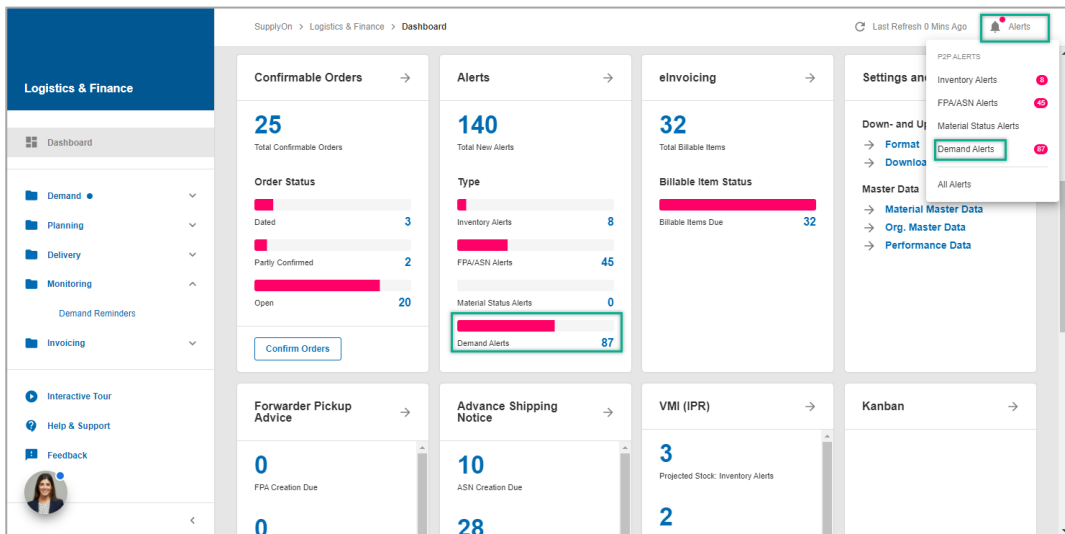 SupplyOn > Logistics & Finance > Dashboard
Last Refresh 0 Mins Ago
Alerts
Logistics & Finance
Dashboard
Demand
Planning
Delivery
Monitoring
Demand Reminders
Invoicing
Interactive Tour
Help & Support
Feedback
Confirmable Orders
25
Total Confirmable Orders
Order Status
Dated 3
Partly Confirmed 2
Open 20
Confirm Orders
Alerts
140
Total New Alerts
Type
Inventory Alerts 8
FPA/ASN Alerts 45
Material Status Alerts 0
Demand Alerts 87
eInvoicing
32
Total Billable Items
Billable Item Status
Billable Items Due 32
Settings an
Down- and Up
Format
Downloa
Master Data
Material Master Data
Org. Master Data
Performance Data
P2P ALERTS
Inventory Alerts 8
FPA/ASN Alerts 45
Material Status Alerts
Demand Alerts 87
All Alerts
Forwarder Pickup
Advice
0
FPA Creation Due
0
Advance Shipping
Notice
10
ASN Creation Due
28
VMI (IPR)
3
Projected Stock: Inventory Alerts
2
Kanban